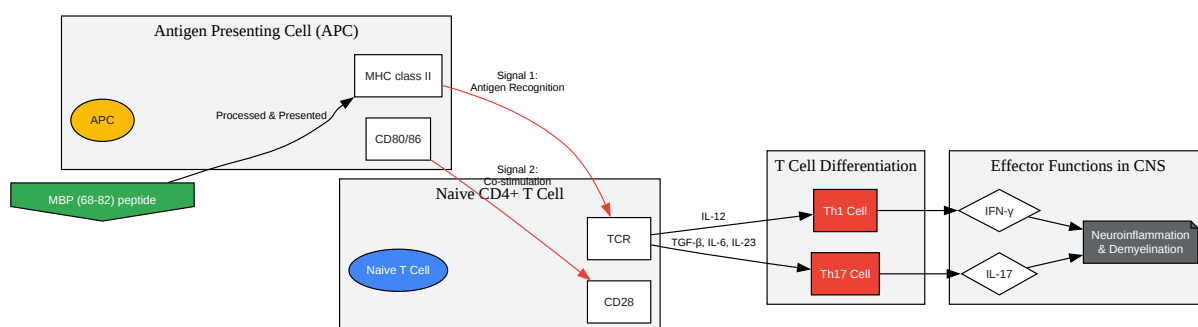 Antigen Presenting Cell (APC)
MHC class II
APC
Processed & Presented
CD80/86
MBP (68-82) peptide
Signal 1:
Antigen Recognition
Signal 2:
Co-stimulation
Naive CD4+ T Cell
TCR
Naive T Cell
CD28
IL-12
TGF-β, IL-6, IL-23
T Cell Differentiation
Th1 Cell
Th17 Cell
Effector Functions in CNS
IFN-γ
IL-17
Neuroinflammation
& Demyelination